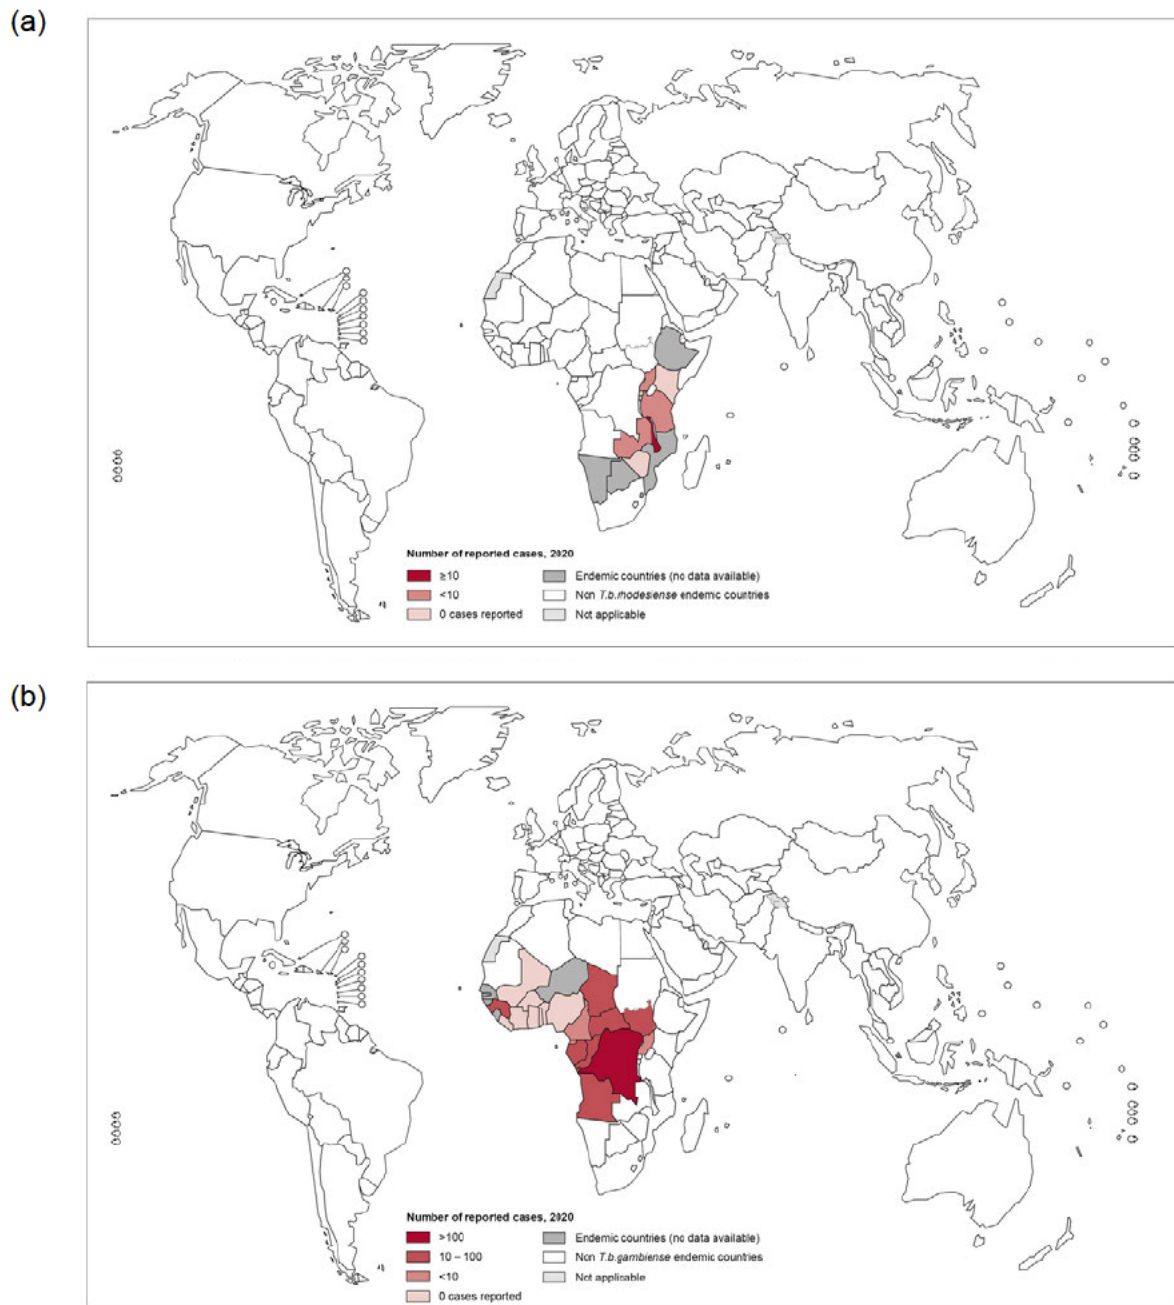 (a)
Number of reported cases, 2020
≥10
Endemic countries (no data available)
<10
Non T.b.rhodesiense endemic countries
0 cases reported
Not applicable
(b)
Number of reported cases, 2020
>100
Endemic countries (no data available)
10 – 100
Non T.b.gambiense endemic countries
<10
Not applicable
0 cases reported